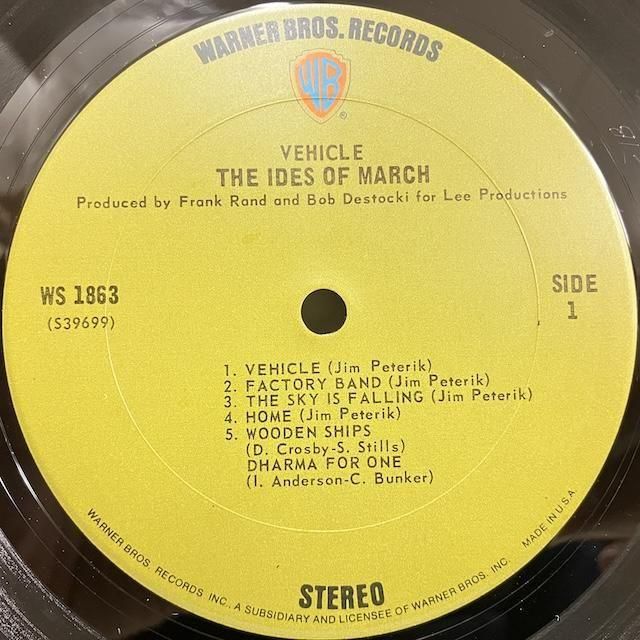 WARNER BROS. RECORDS
WB
®
VEHICLE
THE IDES OF MARCH
Produced by Frank Rand and Bob Destocki for Lee Productions
WS 1863
(S39699)
SIDE
1
1. VEHICLE (Jim Peterik)
2. FACTORY BAND (Jim Peterik)
3. THE SKY IS FALLING (Jim Peterik)
4. HOME (Jim Peterik)
5. WOODEN SHIPS
(D. Crosby-S. Stills)
DHARMA FOR ONE
(I. Anderson-C. Bunker)
STEREO
WARNER BROS. RECORDS INC., A SUBSIDIARY AND LICENSEE OF WARNER BROS. INC. MADE IN U.S.A.